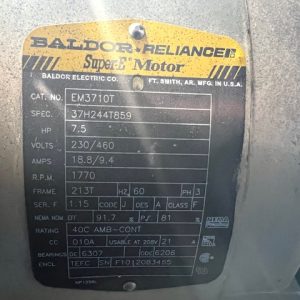 BALDOR • RELIANCE
Super-E Motor
BALDOR ELECTRIC CO. FT. SMITH, AR. MFG. IN U.S.A.
CAT. NO. EM3710T
SPEC. 37H244T859
HP 7.5
VOLTS 230/460
AMPS 18.8/9.4
R.P.M. 1770
FRAME 213T HZ 60 PH 3
SER. F. 1.15 CODE J DES A CLASS F
NEMA NOM. EFF 91.7 % P.F. 81 %
RATING 40C AMB-CONT
CC 010A USABLE AT 208V 21 A
BEARINGS DE 6307 ODE 6206
ENCL TEFC SN F1012083465